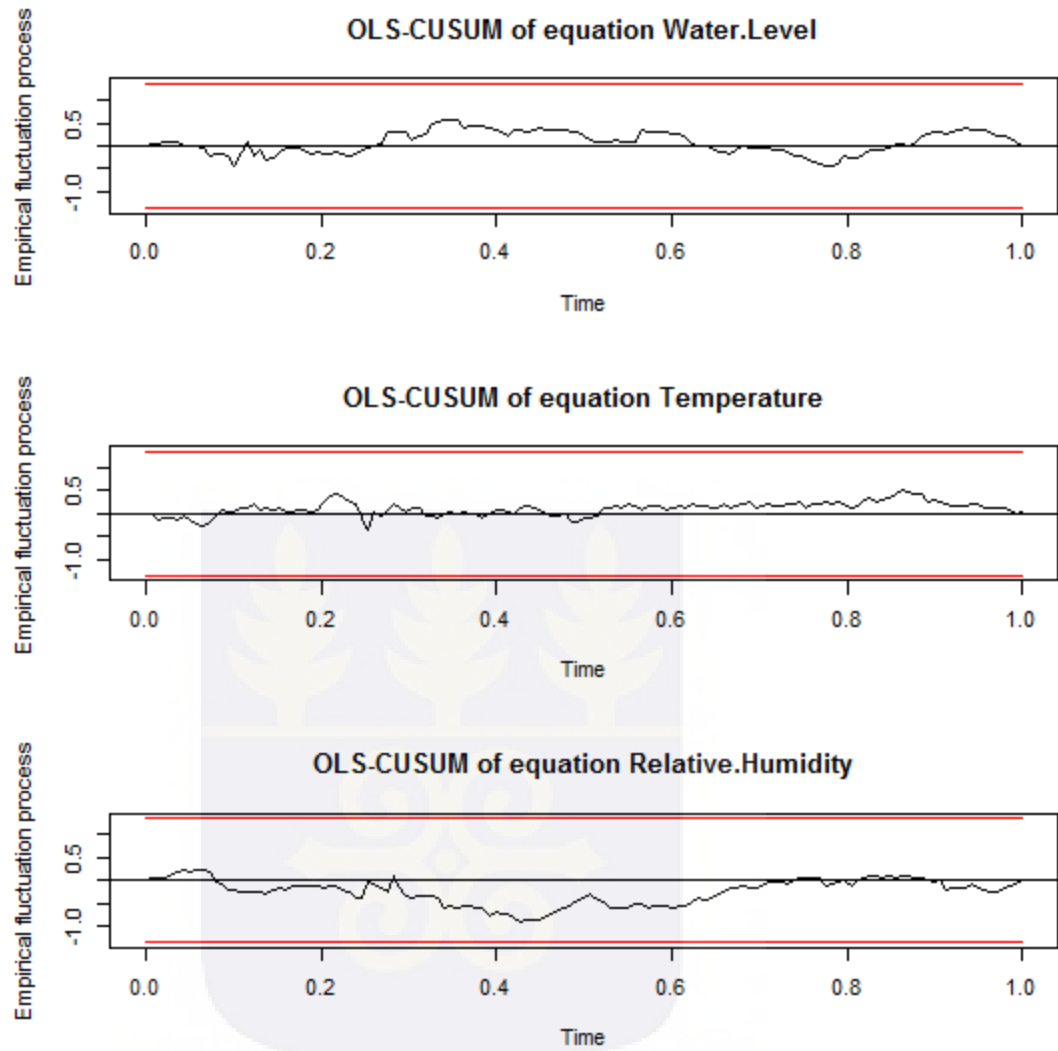 OLS-CUSUM of equation Water.Level
Empirical fluctuation process
0.5
-1.0
0.0 0.2 0.4 0.6 0.8 1.0
Time
OLS-CUSUM of equation Temperature
Empirical fluctuation process
0.5
-1.0
0.0 0.2 0.4 0.6 0.8 1.0
Time
OLS-CUSUM of equation Relative.Humidity
Empirical fluctuation process
0.5
-1.0
0.0 0.2 0.4 0.6 0.8 1.0
Time